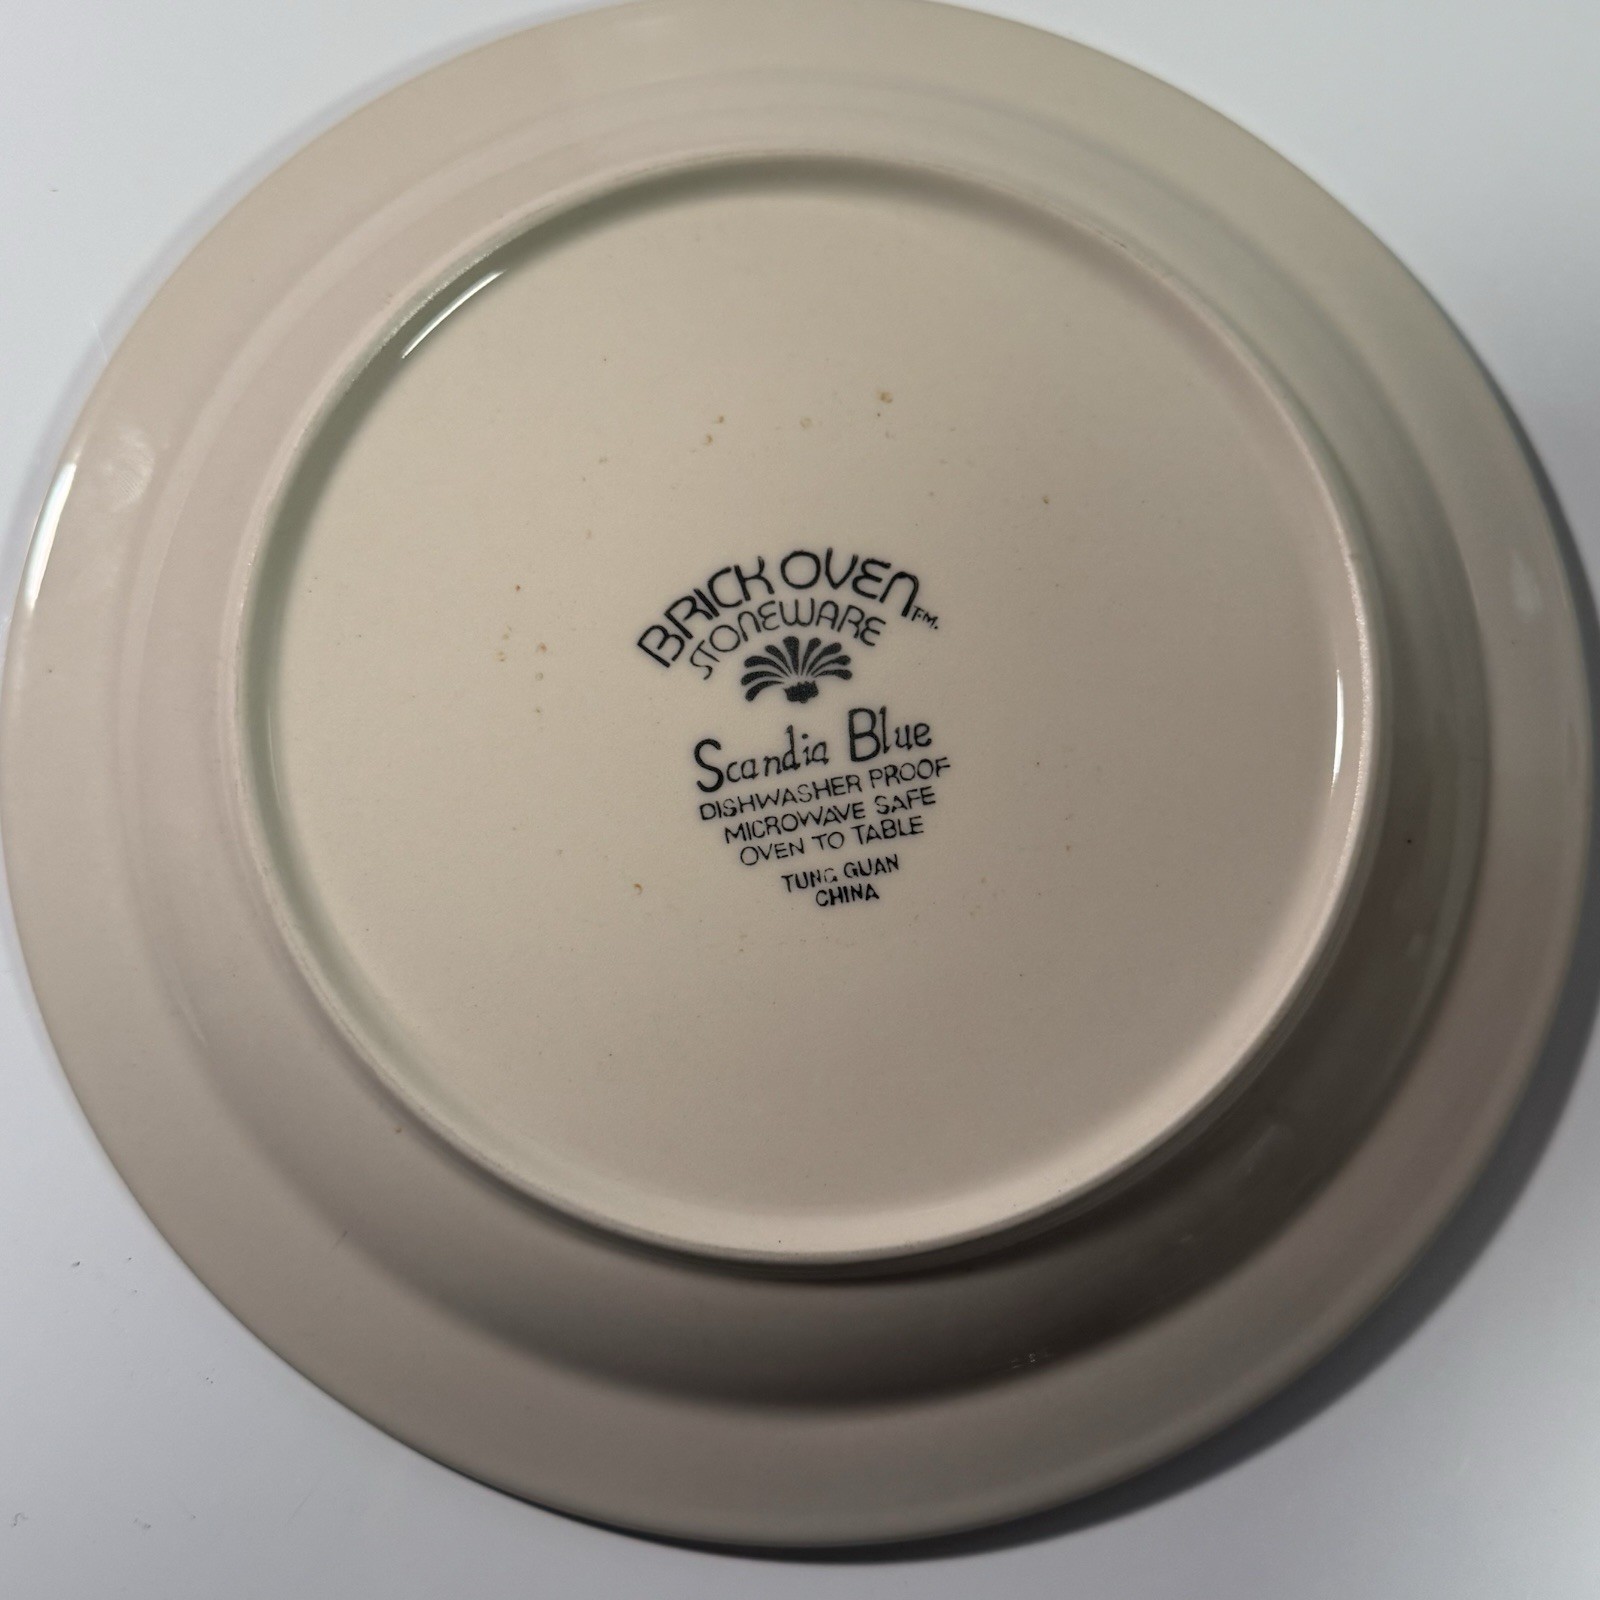 BRICK OVEN T.M.
STONEWARE
Scandia Blue
DISHWASHER PROOF
MICROWAVE SAFE
OVEN TO TABLE
TUNG GUAN
CHINA